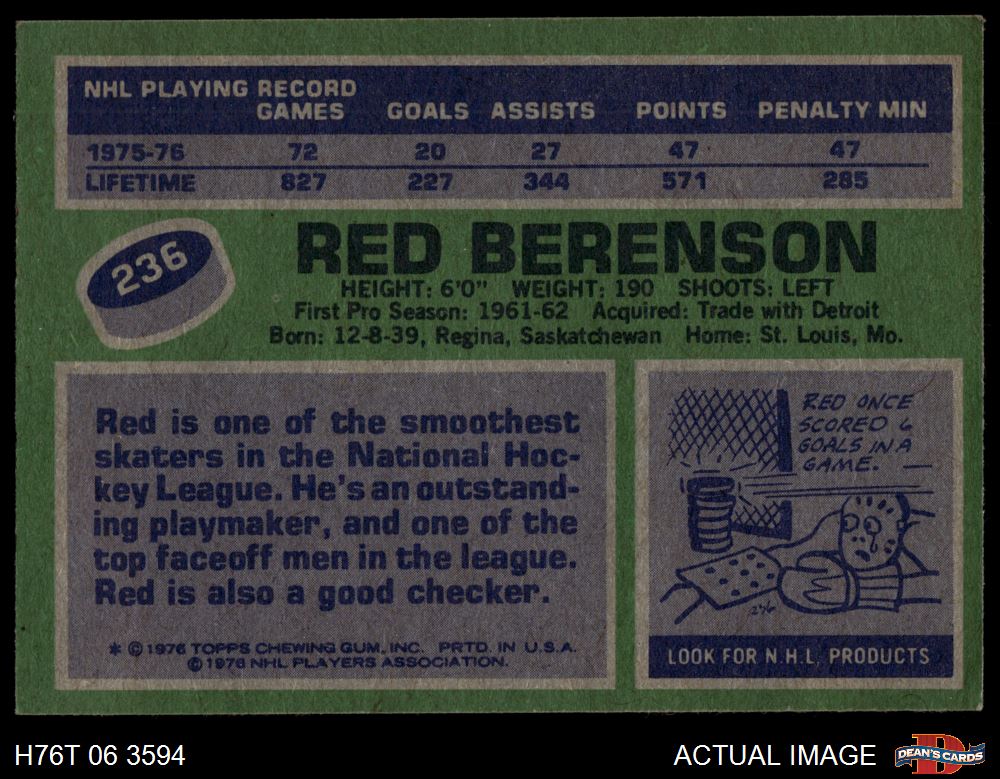 NHL PLAYING RECORD
GAMES GOALS ASSISTS POINTS PENALTY MIN
1975-76 72 20 27 47 47
LIFETIME 827 227 344 571 285
236
RED BERENSON
HEIGHT: 6'0" WEIGHT: 190 SHOOTS: LEFT
First Pro Season: 1961-62 Acquired: Trade with Detroit
Born: 12-8-39, Regina, Saskatchewan Home: St. Louis, Mo.
Red is one of the smoothest
skaters in the National Hoc-
key League. He's an outstand-
ing playmaker, and one of the
top faceoff men in the league.
Red is also a good checker.
* © 1976 TOPPS CHEWING GUM, INC. PRTD. IN U.S.A.
© 1976 NHL PLAYERS ASSOCIATION.
RED ONCE
SCORED 6
GOALS IN A
GAME.
236
LOOK FOR N.H.L. PRODUCTS
H76T 06 3594
ACTUAL IMAGE
D
DEAN'S CARDS